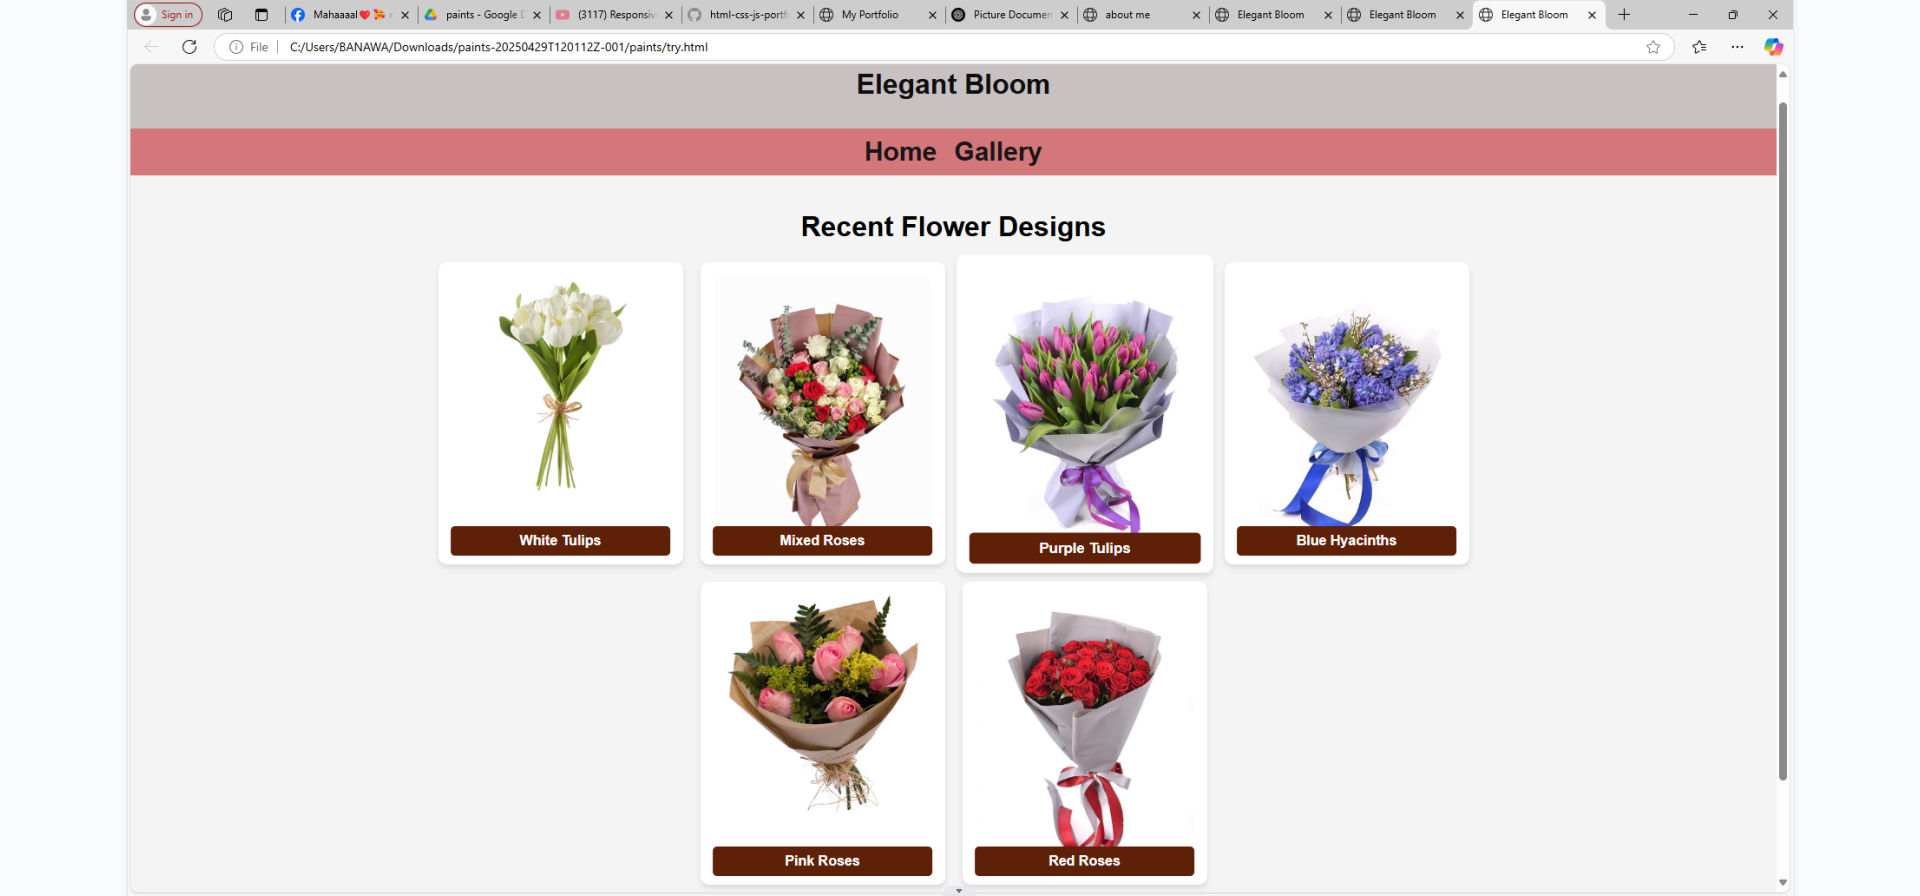 Sign in
Mahaaaal❤️🥰
paints - Google
(3117) Responsiv
html-css-js-portf
My Portfolio
Picture Documen
about me
Elegant Bloom
Elegant Bloom
Elegant Bloom
File
C:/Users/BANAWA/Downloads/paints-20250429T120112Z-001/paints/try.html
Elegant Bloom
Home Gallery
Recent Flower Designs
White Tulips
Mixed Roses
Purple Tulips
Blue Hyacinths
Pink Roses
Red Roses